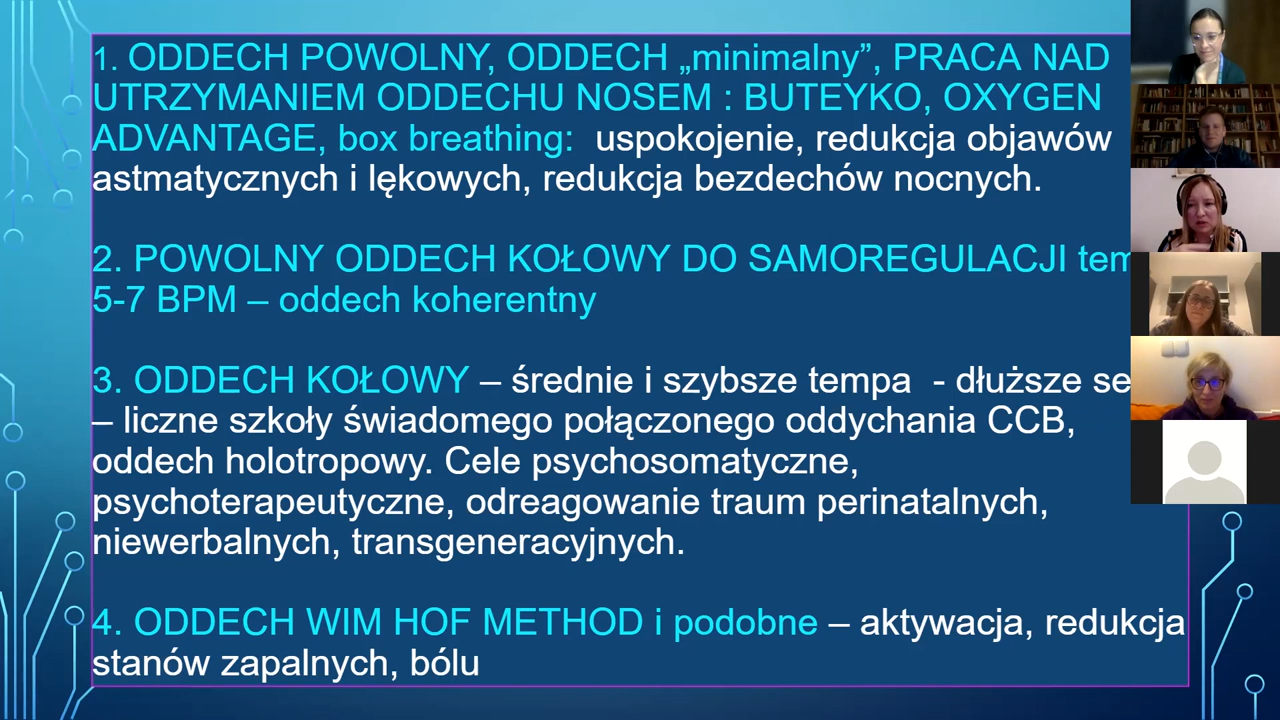 1. ODDECH POWOLNY, ODDECH „minimalny”, PRACA NAD
UTRZYMANIEM ODDECHU NOSEM : BUTEYKO, OXYGEN
ADVANTAGE, box breathing:  uspokojenie, redukcja objawów
astmatycznych i lękowych, redukcja bezdechów nocnych.
2. POWOLNY ODDECH KOŁOWY DO SAMOREGULACJI
5-7 BPM – oddech koherentny
3. ODDECH KOŁOWY – średnie i szybsze tempa  - dłuższe
– liczne szkoły świadomego połączonego oddychania CCB,
oddech holotropowy. Cele psychosomatyczne,
psychoterapeutyczne, odreagowanie traum perinatalnych,
niewerbalnych, transgeneracyjnych.
4. ODDECH WIM HOF METHOD i podobne – aktywacja, redukcja
stanów zapalnych, bólu